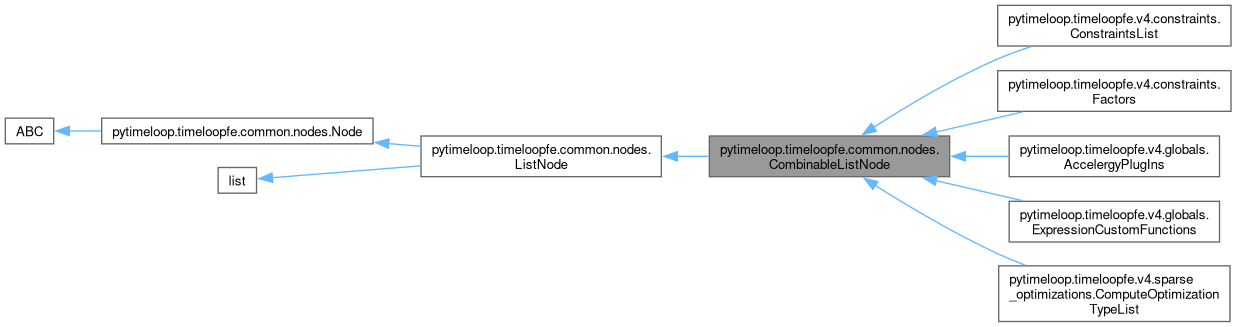 ABC
pytimeloop.timeloopfe.common.nodes.Node
list
pytimeloop.timeloopfe.common.nodes.
ListNode
pytimeloop.timeloopfe.common.nodes.
CombinableListNode
pytimeloop.timeloopfe.v4.constraints.
ConstraintsList
pytimeloop.timeloopfe.v4.constraints.
Factors
pytimeloop.timeloopfe.v4.globals.
AccelergyPlugIns
pytimeloop.timeloopfe.v4.globals.
ExpressionCustomFunctions
pytimeloop.timeloopfe.v4.sparse
_optimizations.ComputeOptimization
TypeList